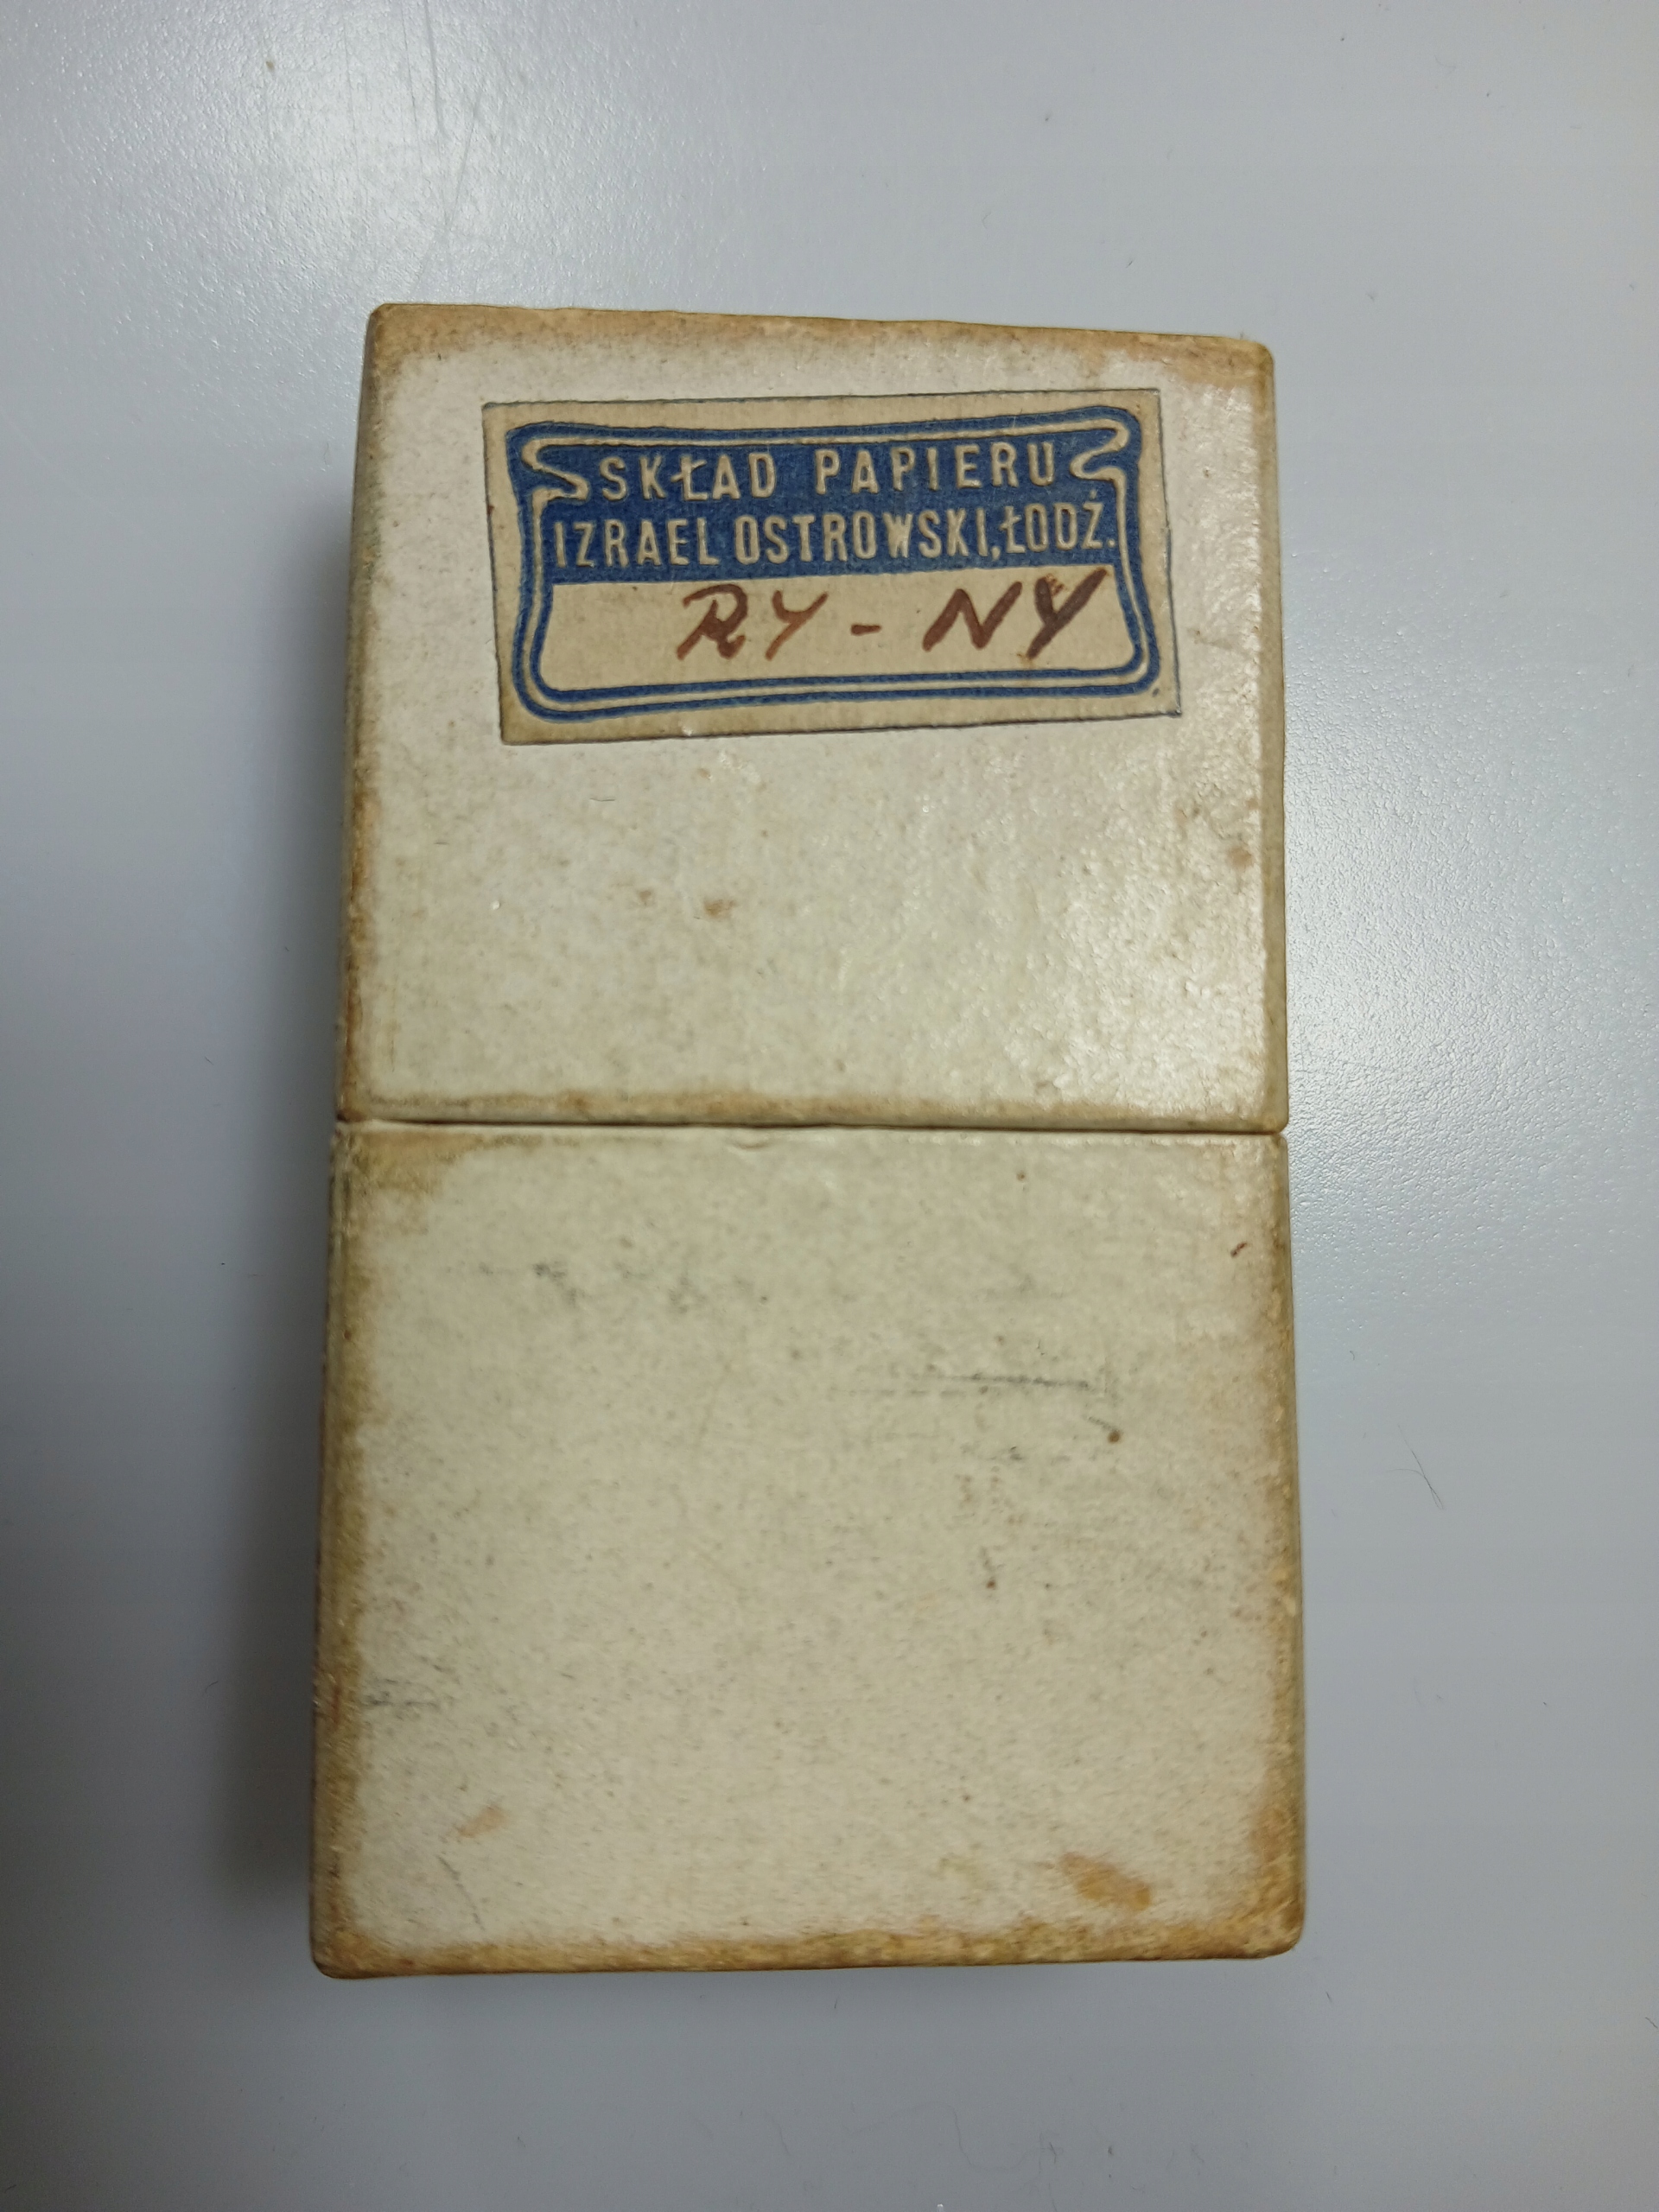 SKŁAD PAPIERU
IZRAEL OSTROWSKI, ŁODŹ.
RY - NY